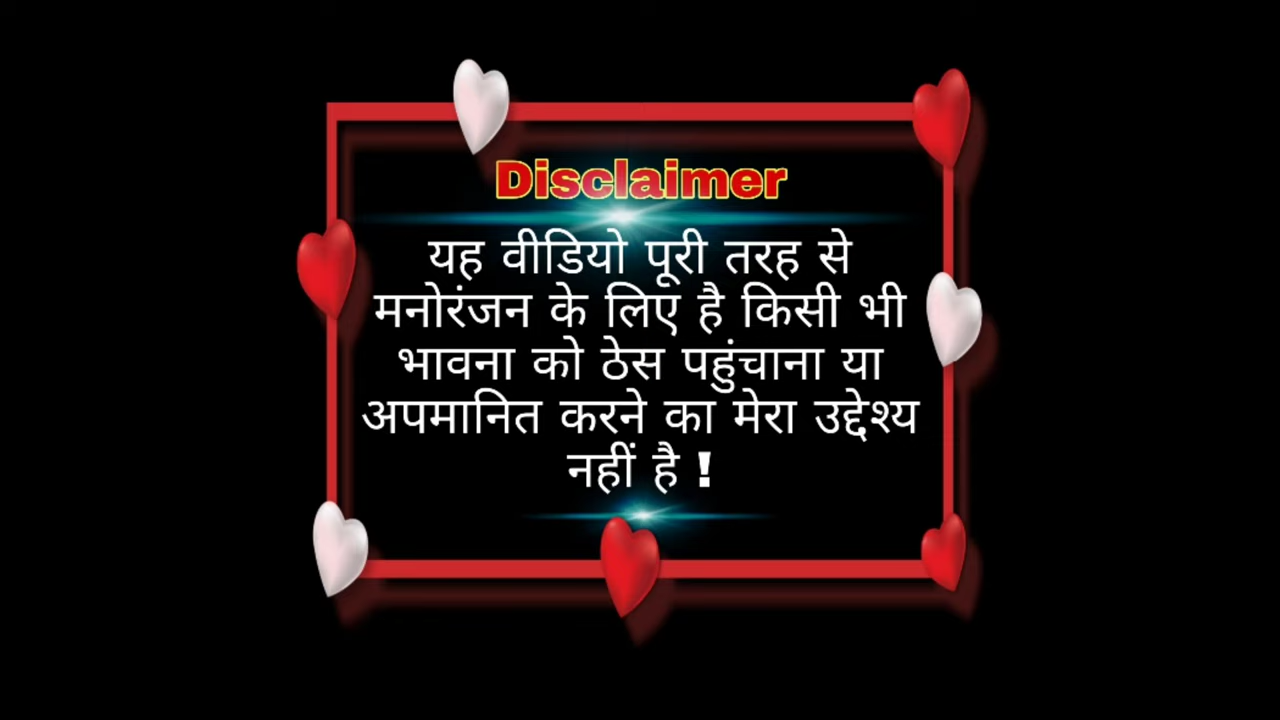 Disclaimer
यह वीडियो पूरी तरह से
मनोरंजन के लिए है किसी भी
भावना को ठेस पहुंचाना या
अपमानित करने का मेरा उद्देश्य
नहीं है !